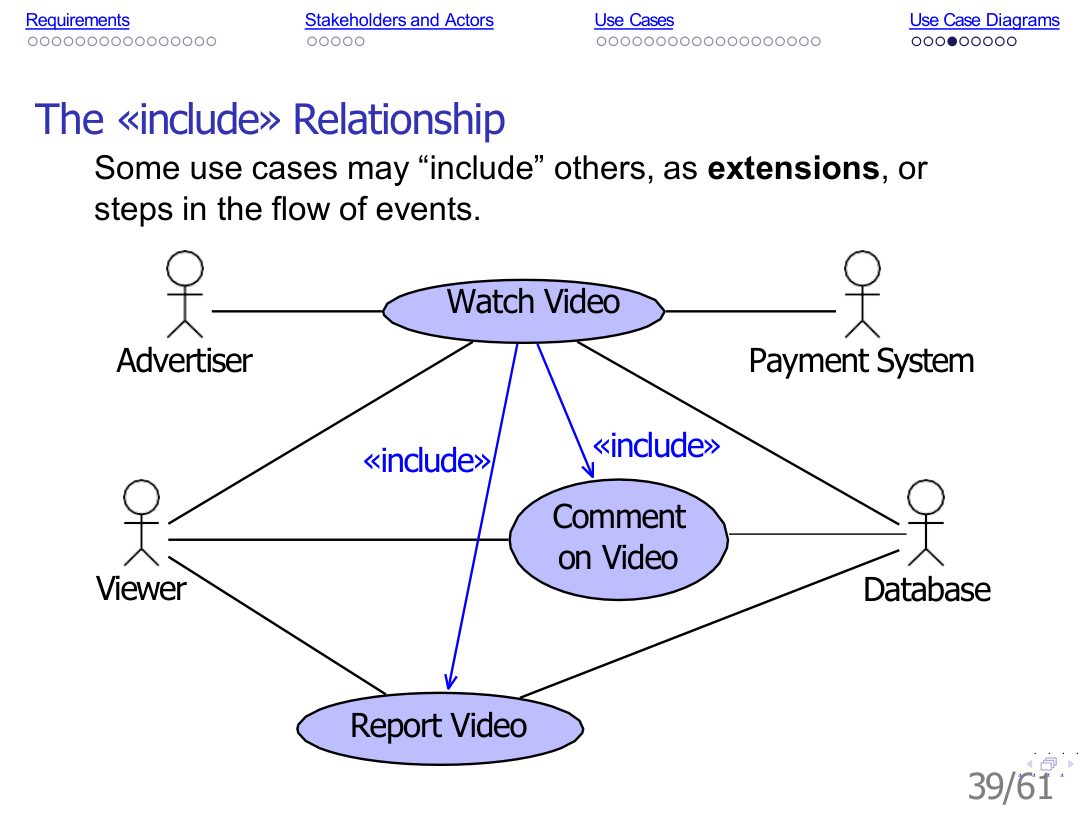 Requirements Stakeholders and Actors Use Cases Use Case Diagrams
The «include» Relationship
Some use cases may “include” others, as extensions, or
steps in the flow of events.
Watch Video
Advertiser Payment System
«include» «include»
Comment
on Video
Viewer Database
Report Video
39/61